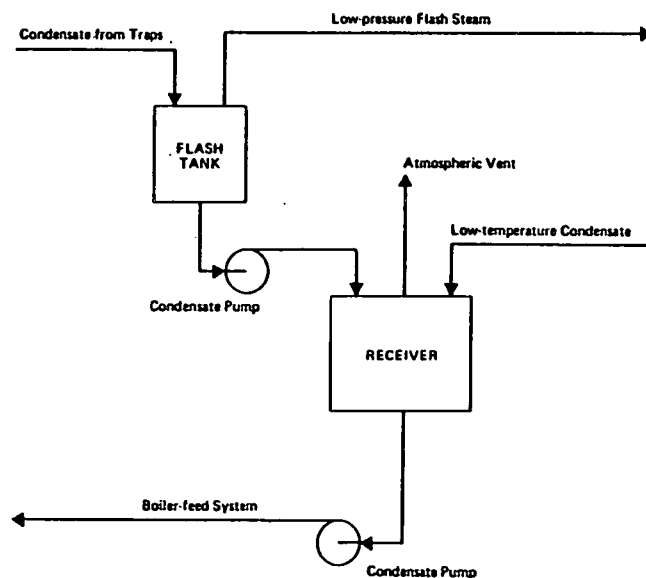 Low-pressure Flash Steam
Condensate from Traps
FLASH
TANK
Atmospheric Vent
Low-temperature Condensate
Condensate Pump
RECEIVER
Boiler-feed System
Condensate Pump